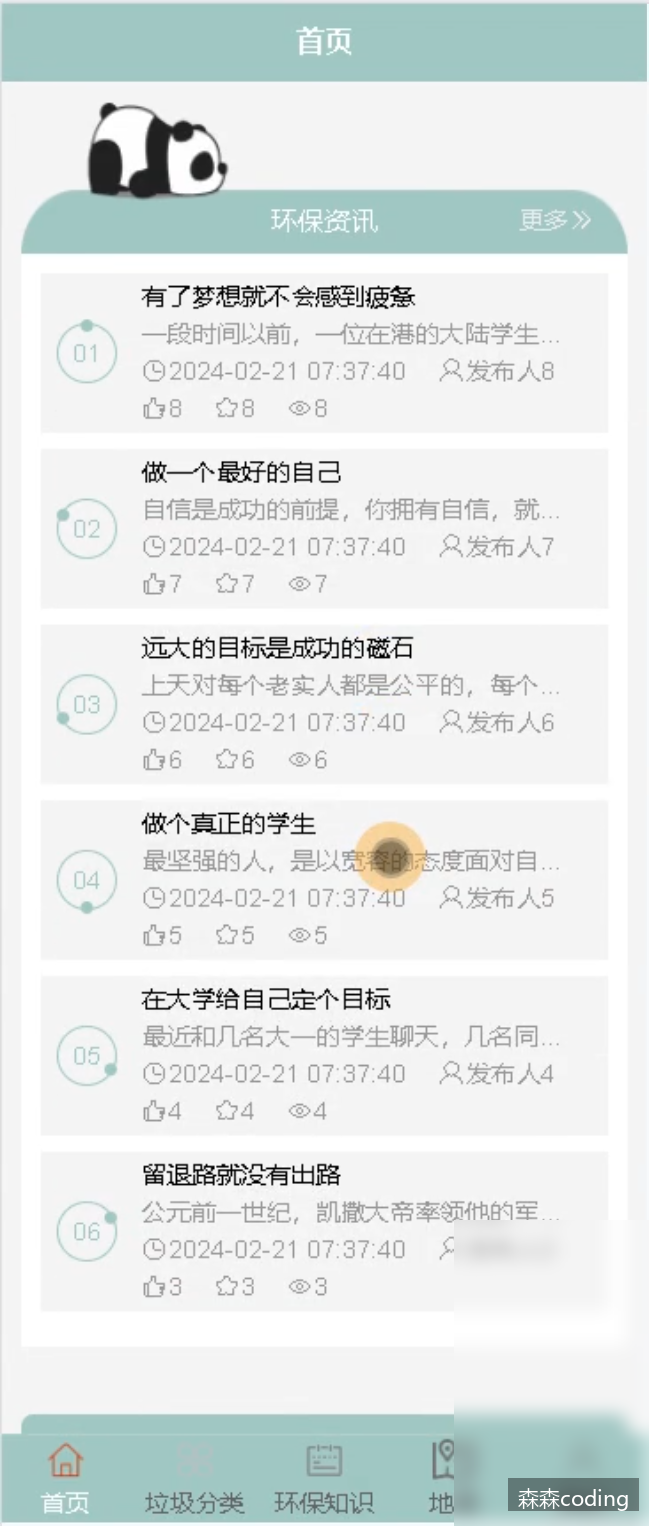 首页
环保资讯 更多
01
有了梦想就不会感到疲惫
一段时间以前，一位在港的大陆学生...
2024-02-21 07:37:40 发布人8
8 8 8
02
做一个最好的自己
自信是成功的前提，你拥有自信，就...
2024-02-21 07:37:40 发布人7
7 7 7
03
远大的目标是成功的磁石
上天对每个老实人都是公平的，每个...
2024-02-21 07:37:40 发布人6
6 6 6
04
做个真正的学生
最坚强的人，是以宽容的态度面对自...
2024-02-21 07:37:40 发布人5
5 5 5
05
在大学给自己定个目标
最近和几名大一的学生聊天，几名同...
2024-02-21 07:37:40 发布人4
4 4 4
06
留退路就没有出路
公元前一世纪，凯撒大帝率领他的军...
2024-02-21 07:37:40
3 3 3
首页 垃圾分类 环保知识 地
森森coding